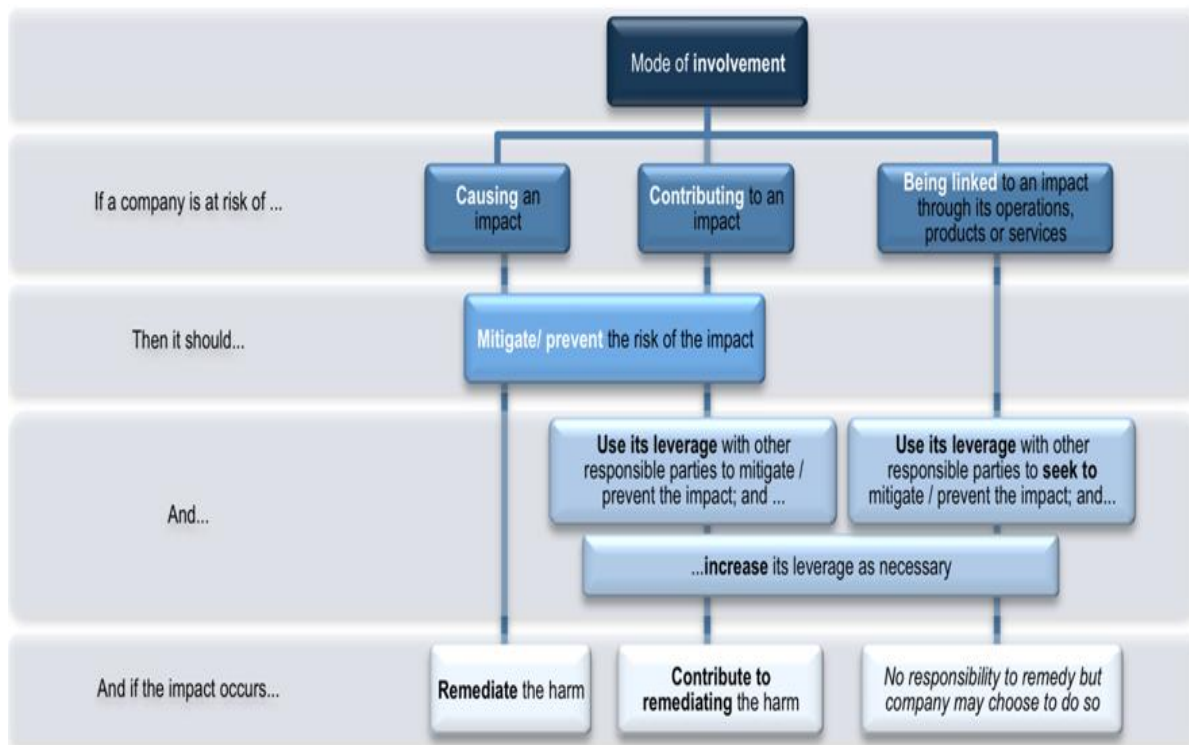 Mode of involvement
If a company is at risk of ...
Causing an
impact
Contributing to an
impact
Being linked to an impact
through its operations,
products or services
Then it should...
Mitigate/ prevent the risk of the impact
And...
Use its leverage with other
responsible parties to mitigate /
prevent the impact; and ...
Use its leverage with other
responsible parties to seek to
mitigate / prevent the impact; and...
...increase its leverage as necessary
And if the impact occurs...
Remediate the harm
Contribute to
remediating the harm
No responsibility to remedy but
company may choose to do so